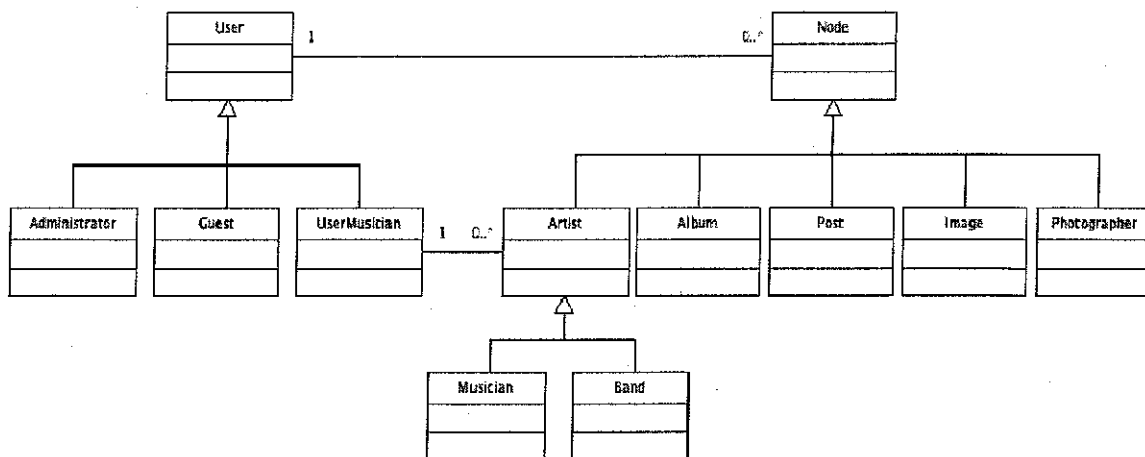 User
1
0..*
Node
Administrator
Guest
UserMusician
1
0..*
Artist
Album
Post
Image
Photographer
Musician
Band